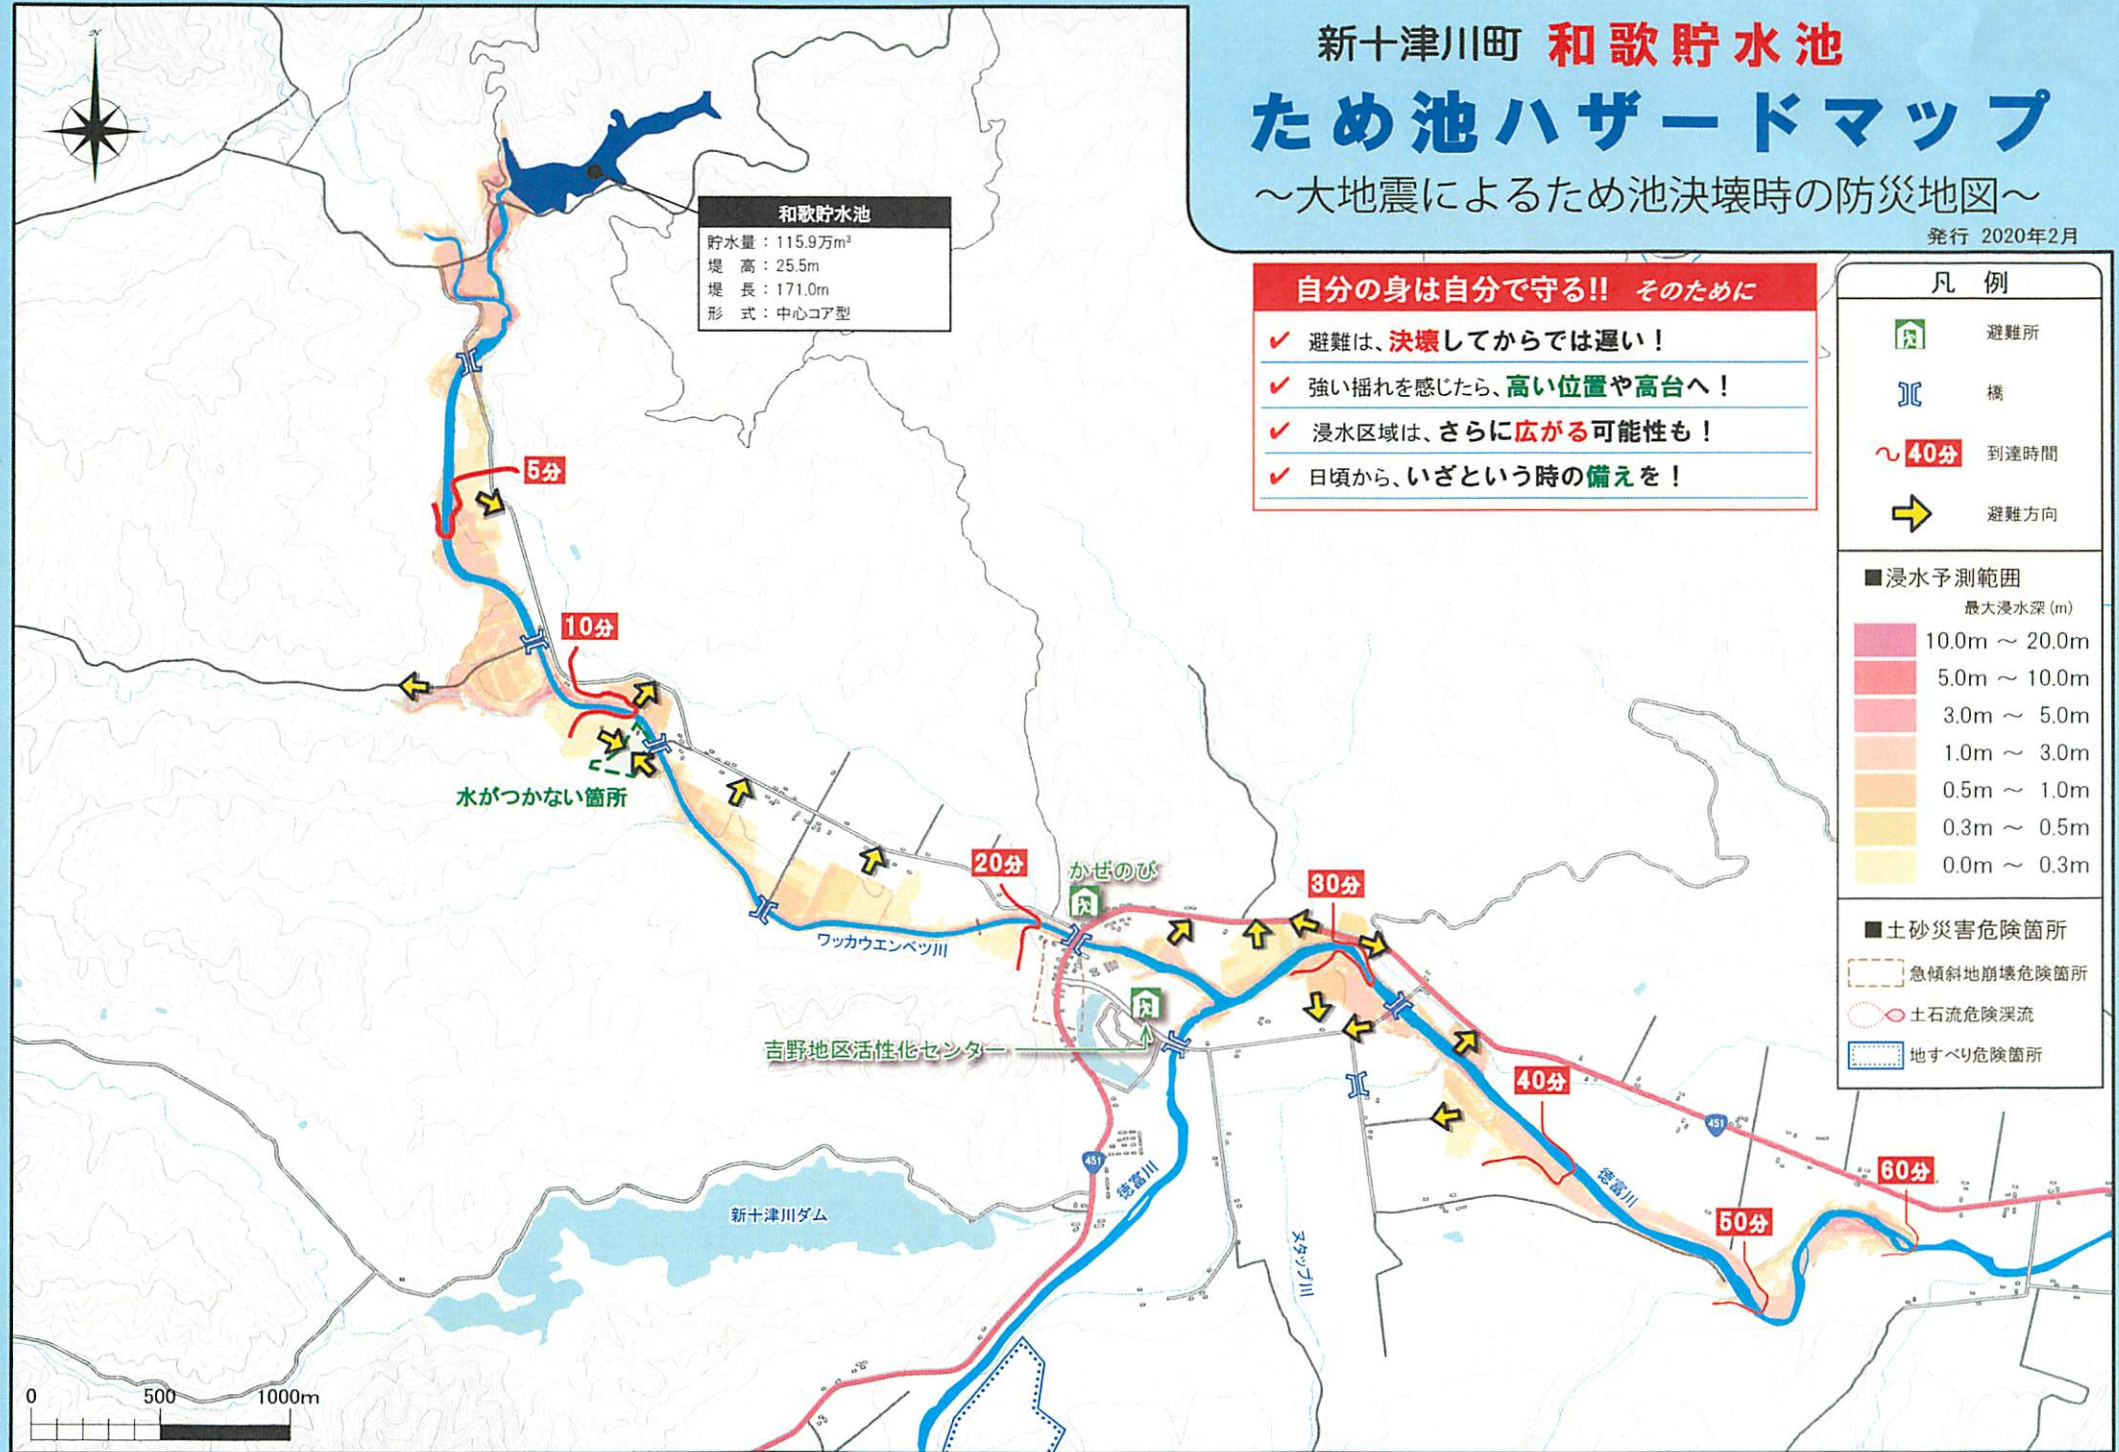 新十津川町 和歌貯水池
ため池ハザードマップ
～大地震によるため池決壊時の防災地図～
発行 2020年2月
N
和歌貯水池
貯水量：115.9万m³
堤 高：25.5m
堤 長：171.0m
形 式：中心コア型
自分の身は自分で守る!! そのために
✓ 避難は、決壊してからでは遅い！
✓ 強い揺れを感じたら、高い位置や高台へ！
✓ 浸水区域は、さらに広がる可能性も！
✓ 日頃から、いざという時の備えを！
凡 例
避難所
橋
40分 到達時間
避難方向
■浸水予測範囲
最大浸水深(m)
10.0m ～ 20.0m
5.0m ～ 10.0m
3.0m ～ 5.0m
1.0m ～ 3.0m
0.5m ～ 1.0m
0.3m ～ 0.5m
0.0m ～ 0.3m
■土砂災害危険箇所
急傾斜地崩壊危険箇所
土石流危険渓流
地すべり危険箇所
5分
10分
水がつかない箇所
20分
かぜのび
30分
ワッカウエンベツ川
吉野地区活性化センター
40分
451
451
徳富川
徳富川
60分
50分
新十津川ダム
ヌタップ川
0 500 1000m